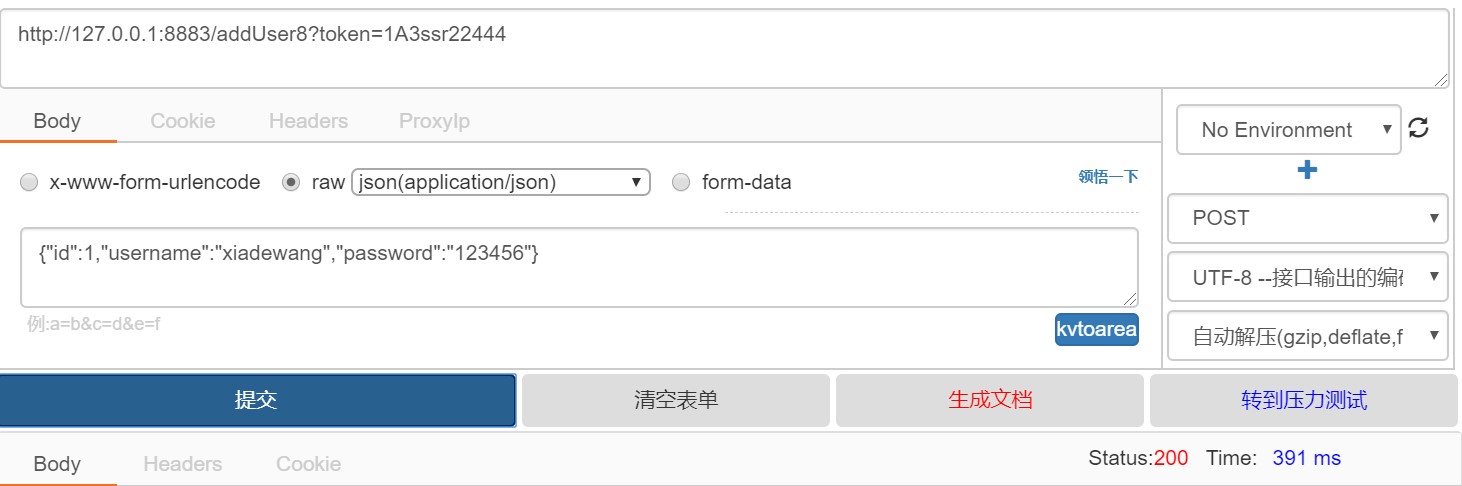 http://127.0.0.1:8883/addUser8?token=1A3ssr22444
Body Cookie Headers ProxyIp
No Environment
x-www-form-urlencode raw json(application/json) form-data 领悟一下
POST
{"id":1,"username":"xiadewang","password":"123456"}
UTF-8 --接口输出的编码
例:a=b&c=d&e=f
kvtoarea
自动解压(gzip,deflate,f
提交 清空表单 生成文档 转到压力测试
Body Headers Cookie Status:200 Time: 391 ms